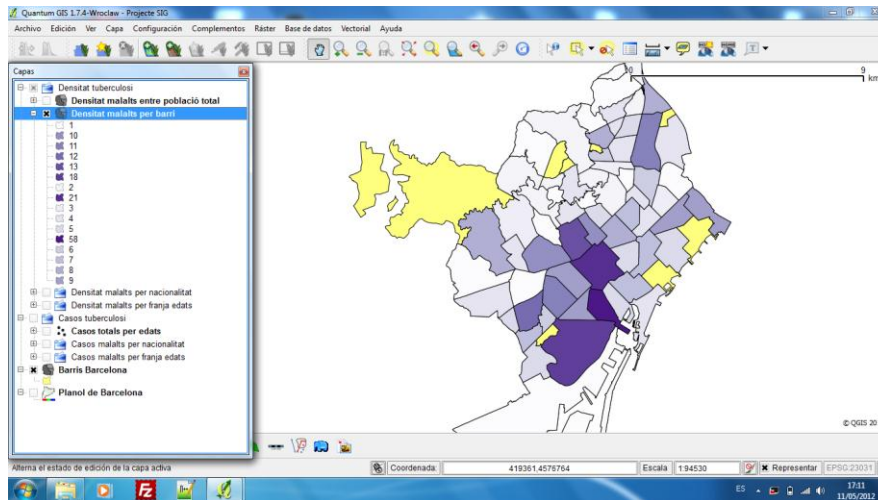 Quantum GIS 1.7.4-Wroclaw - Projecte SIG
Archivo Edición Ver Capa Configuración Complementos Ráster Base de datos Vectorial Ayuda
Capas
Densitat tuberculosi
Densitat malalts entre població total
Densitat malalts per barri
1
10
11
12
13
18
2
21
3
4
5
58
6
7
8
9
Densitat malalts per nacionalitat
Densitat malalts per franja edats
Casos tuberculosi
Casos totals per edats
Casos malalts per nacionalitat
Casos malalts per franja edats
Barris Barcelona
Planol de Barcelona
0 9
km
© QGIS 20
Alterna el estado de edición de la capa activa Coordenada: 419361,4576764 Escala 1:94530 Representar EPSG:23031
ES 17:11
11/05/2012